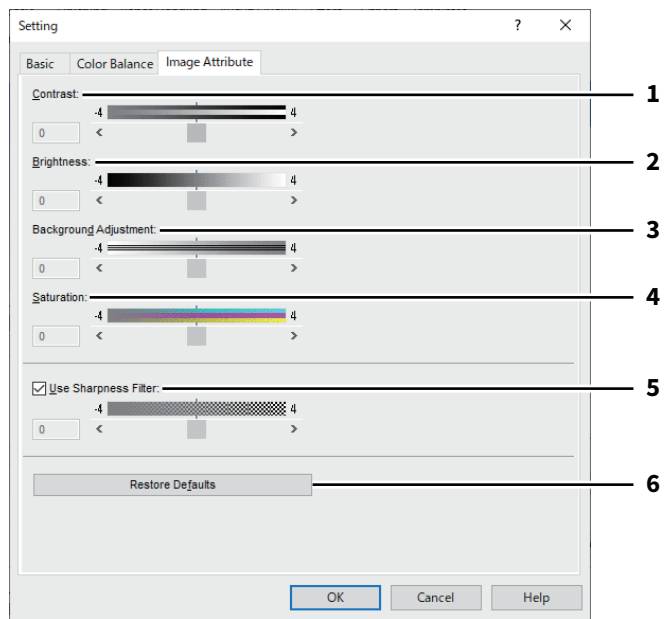 Setting ? ×
Basic Color Balance Image Attribute
Contrast: 1
-4 4
0 < >
Brightness: 2
-4 4
0 < >
Background Adjustment: 3
-4 4
0 < >
Saturation: 4
-4 4
0 < >
Use Sharpness Filter: 5
-4 4
0 < >
Restore Defaults 6
OK Cancel Help